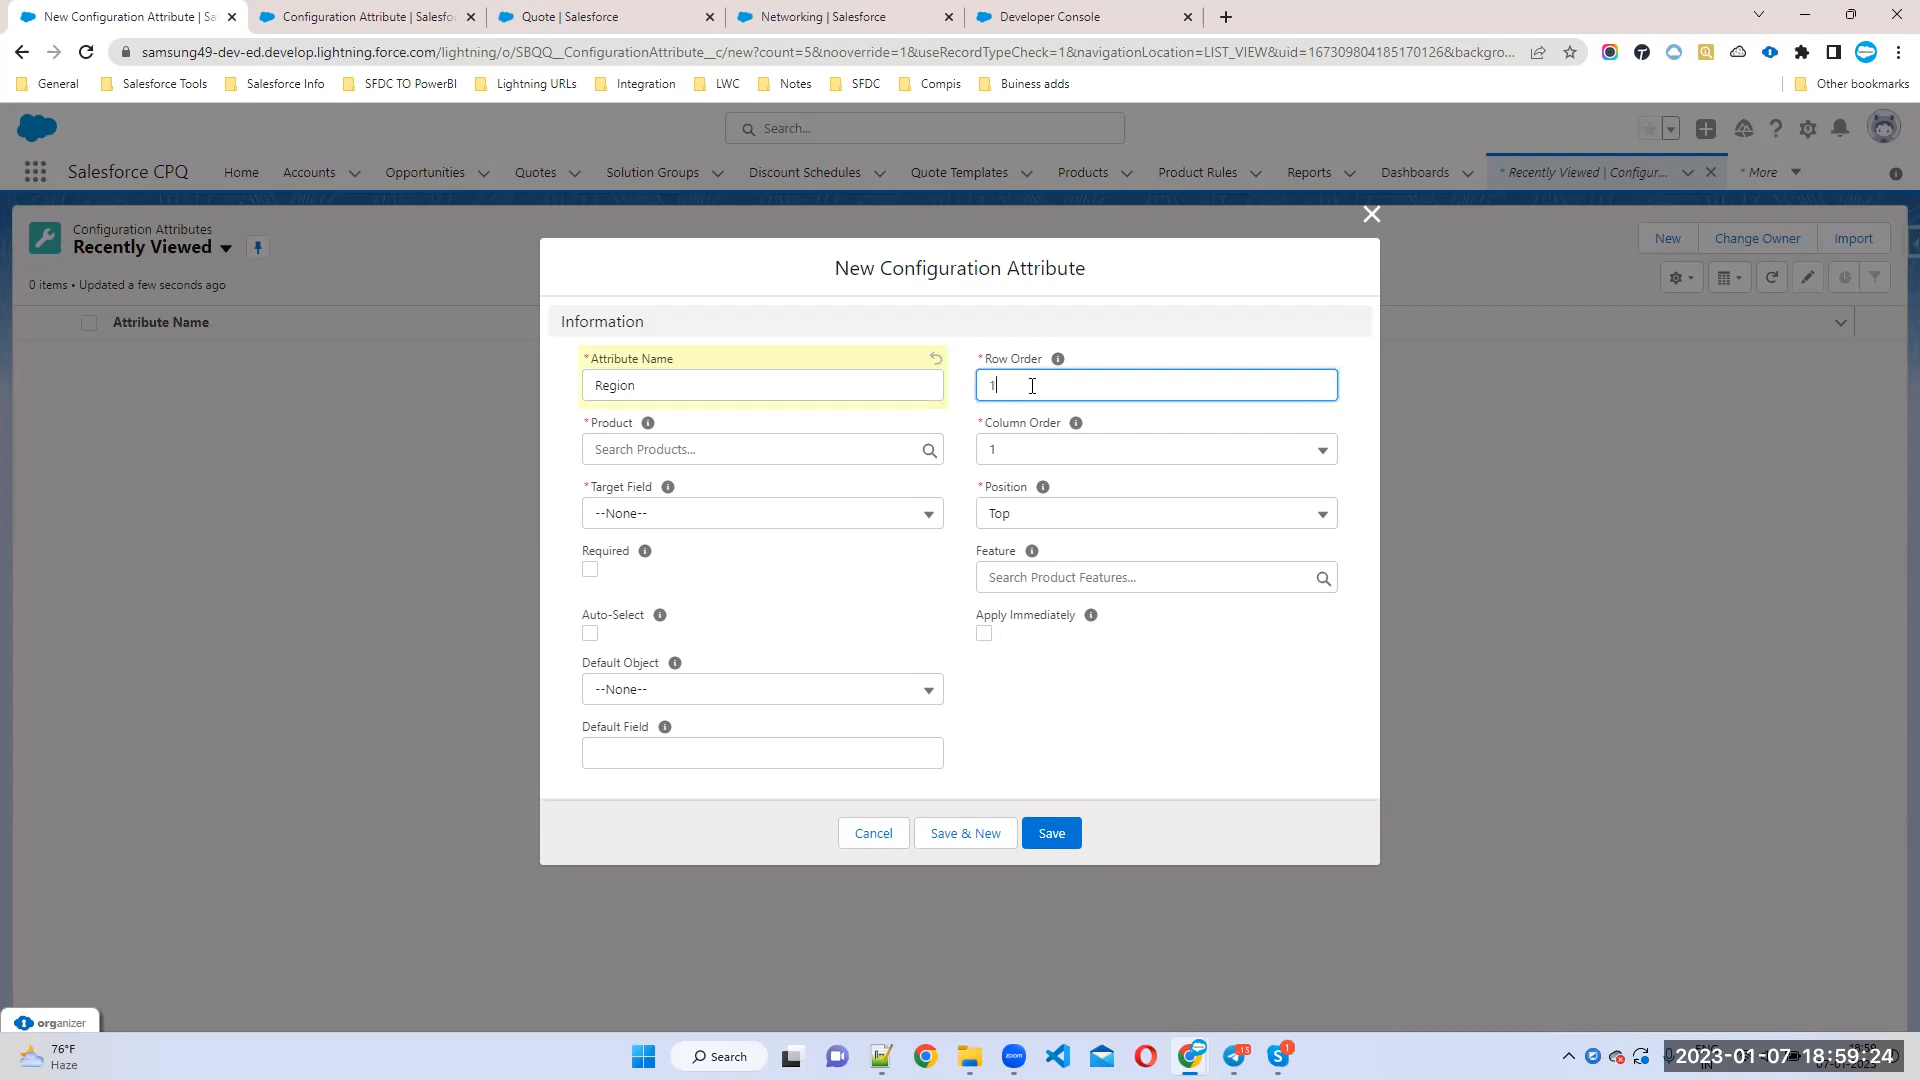 New Configuration Attribute | Sa
Configuration Attribute | Salesfo
Quote | Salesforce
Networking | Salesforce
Developer Console
samsung49-dev-ed.develop.lightning.force.com/lightning/o/SBQQ__ConfigurationAttribute__c/new?count=5&nooverride=1&useRecordTypeCheck=1&navigationLocation=LIST_VIEW&uid=167309804185170126&backgro...
General
Salesforce Tools
Salesforce Info
SFDC TO PowerBI
Lightning URLs
Integration
LWC
Notes
SFDC
Compis
Buiness adds
Other bookmarks
Search...
Salesforce CPQ
Home
Accounts
Opportunities
Quotes
Solution Groups
Discount Schedules
Quote Templates
Products
Product Rules
Reports
Dashboards
* Recently Viewed | Configur...
* More
Configuration Attributes
Recently Viewed
New
Change Owner
Import
0 items • Updated a few seconds ago
Attribute Name
New Configuration Attribute
Information
*Attribute Name
Region
*Row Order
1
*Product
Search Products...
*Column Order
1
*Target Field
--None--
*Position
Top
Required
Feature
Search Product Features...
Auto-Select
Apply Immediately
Default Object
--None--
Default Field
Cancel
Save & New
Save
organizer
76°F
Haze
Search
zoom
15
1
2023-01-07-18:59:24